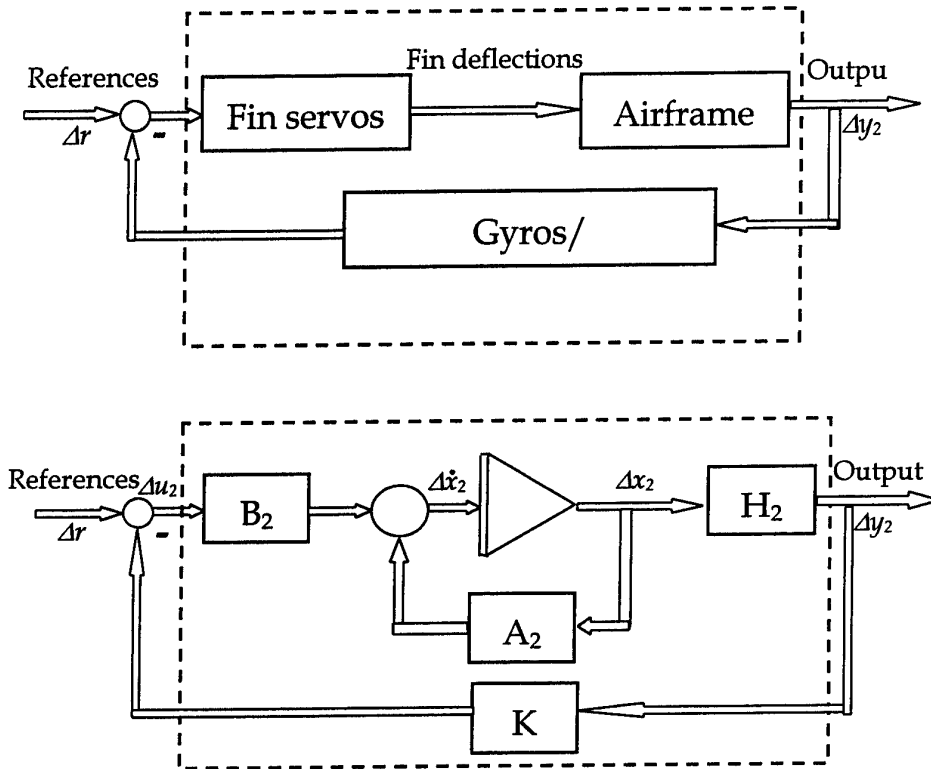 References
Fin deflections
Outpu
Fin servos
Airframe
Δr
-
Δy₂
Gyros/
References
Δu₂
Δẋ₂
Δx₂
Output
B₂
H₂
Δr
-
Δy₂
A₂
K